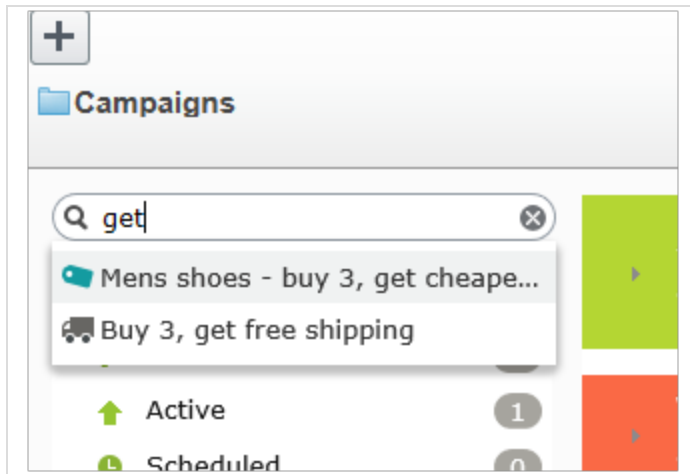 Campaigns
get
Mens shoes - buy 3, get cheape...
Buy 3, get free shipping
Active 1
Scheduled 0